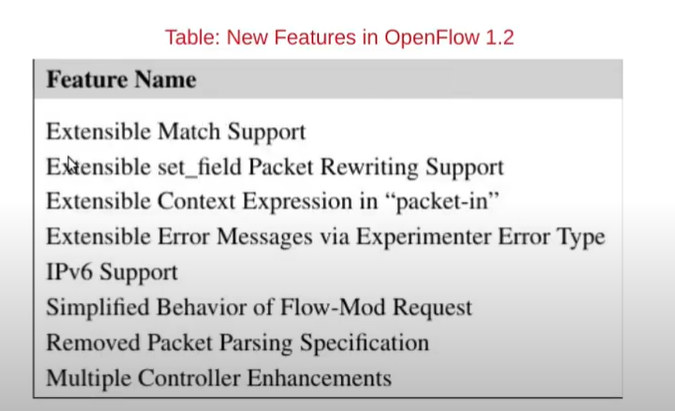 Table: New Features in OpenFlow 1.2
Feature Name
Extensible Match Support
Extensible set_field Packet Rewriting Support
Extensible Context Expression in “packet-in”
Extensible Error Messages via Experimenter Error Type
IPv6 Support
Simplified Behavior of Flow-Mod Request
Removed Packet Parsing Specification
Multiple Controller Enhancements